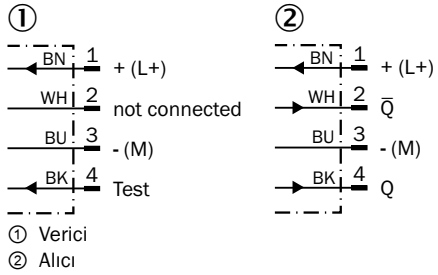 ① ②
BN 1 + (L+)
WH 2 not connected
BU 3 - (M)
BK 4 Test
BN 1 + (L+)
WH 2 Q̅
BU 3 - (M)
BK 4 Q
① Verici
② Alıcı